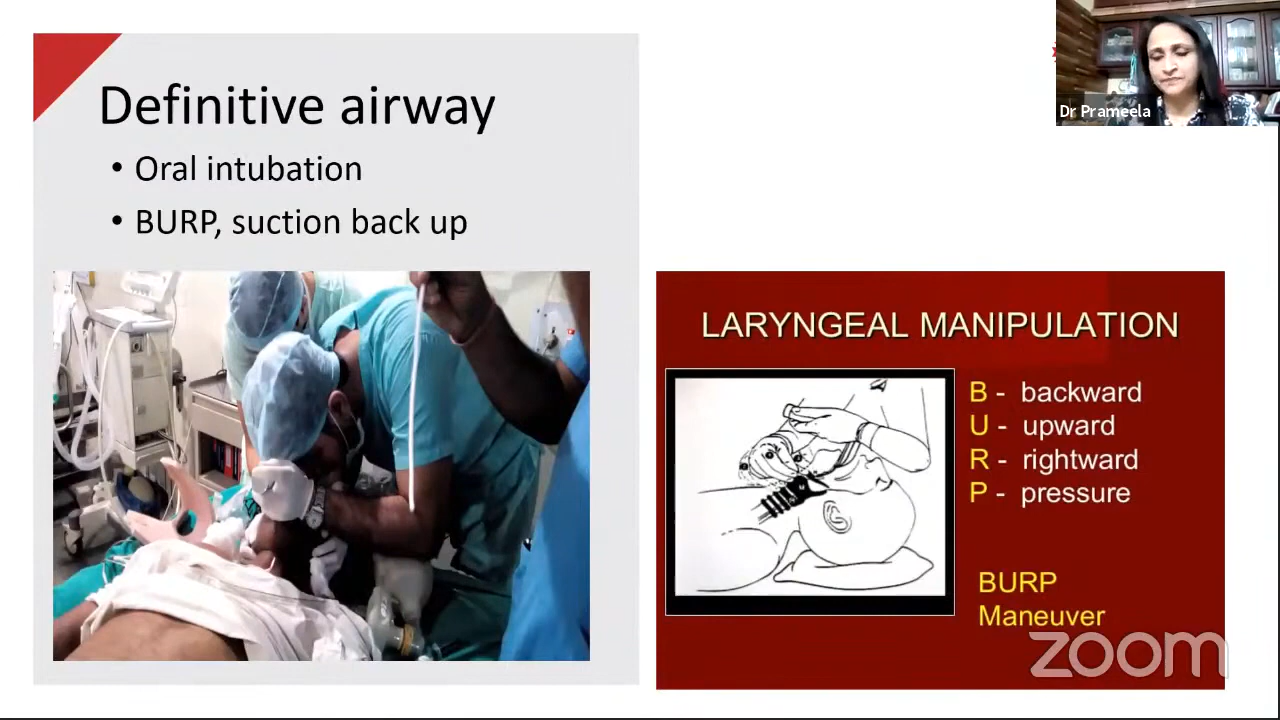 Definitive airway
• Oral intubation
• BURP, suction back up
Dr Prameela
LARYNGEAL MANIPULATION
B - backward
U - upward
R - rightward
P - pressure
BURP
Maneuver
zoom